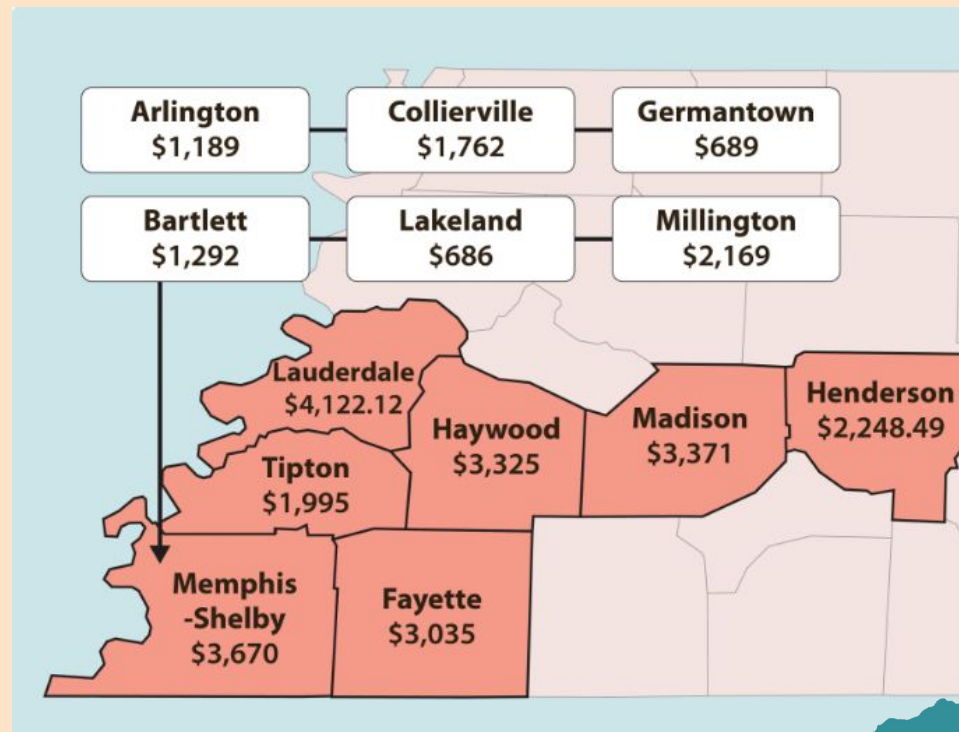 Arlington
$1,189
Collierville
$1,762
Germantown
$689
Bartlett
$1,292
Lakeland
$686
Millington
$2,169
Lauderdale
$4,122.12
Haywood
$3,325
Madison
$3,371
Henderson
$2,248.49
Tipton
$1,995
Memphis
-Shelby
$3,670
Fayette
$3,035